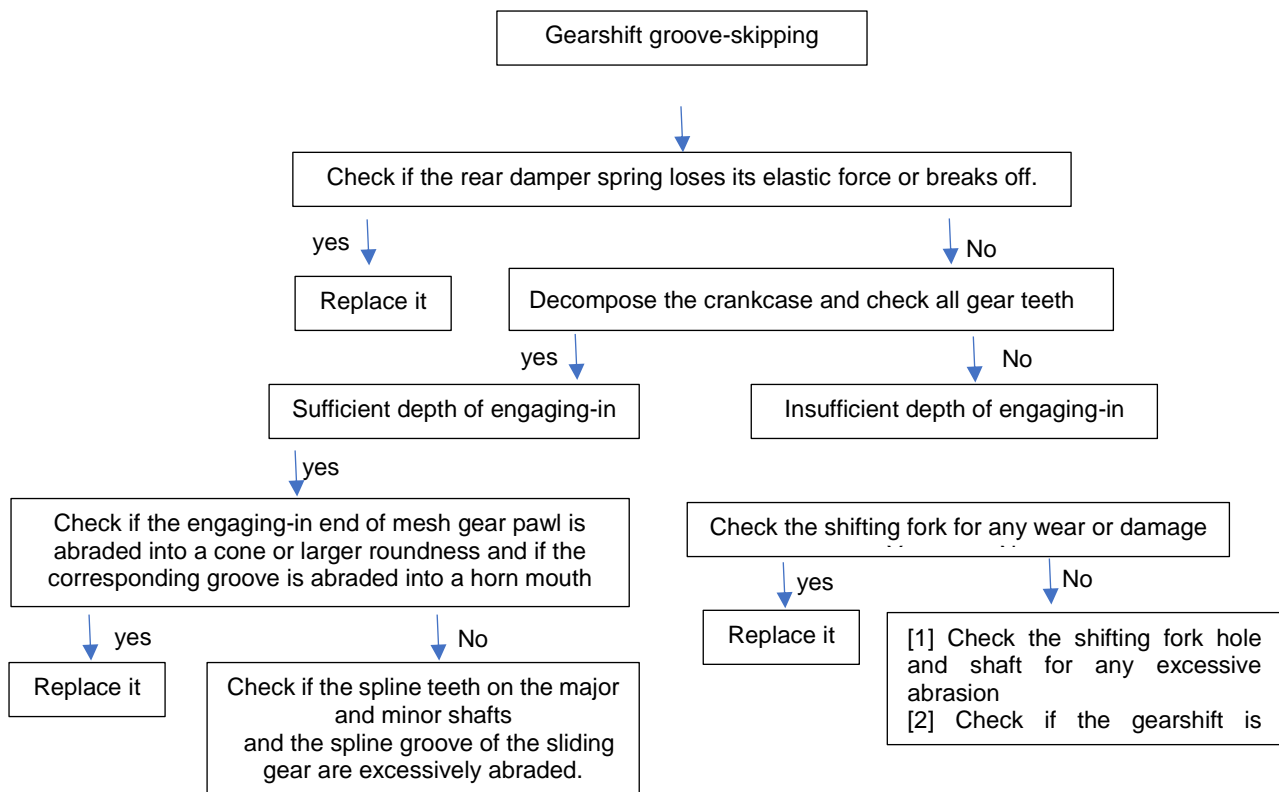 Gearshift groove-skipping
Check if the rear damper spring loses its elastic force or breaks off.
yes
No
Replace it
Decompose the crankcase and check all gear teeth
yes
No
Sufficient depth of engaging-in
Insufficient depth of engaging-in
yes
Check if the engaging-in end of mesh gear pawl is
abraded into a cone or larger roundness and if the
corresponding groove is abraded into a horn mouth
Check the shifting fork for any wear or damage
yes
No
Replace it
[1] Check the shifting fork hole
and shaft for any excessive
abrasion
[2] Check if the gearshift is
yes
No
Replace it
Check if the spline teeth on the major
and minor shafts
and the spline groove of the sliding
gear are excessively abraded.